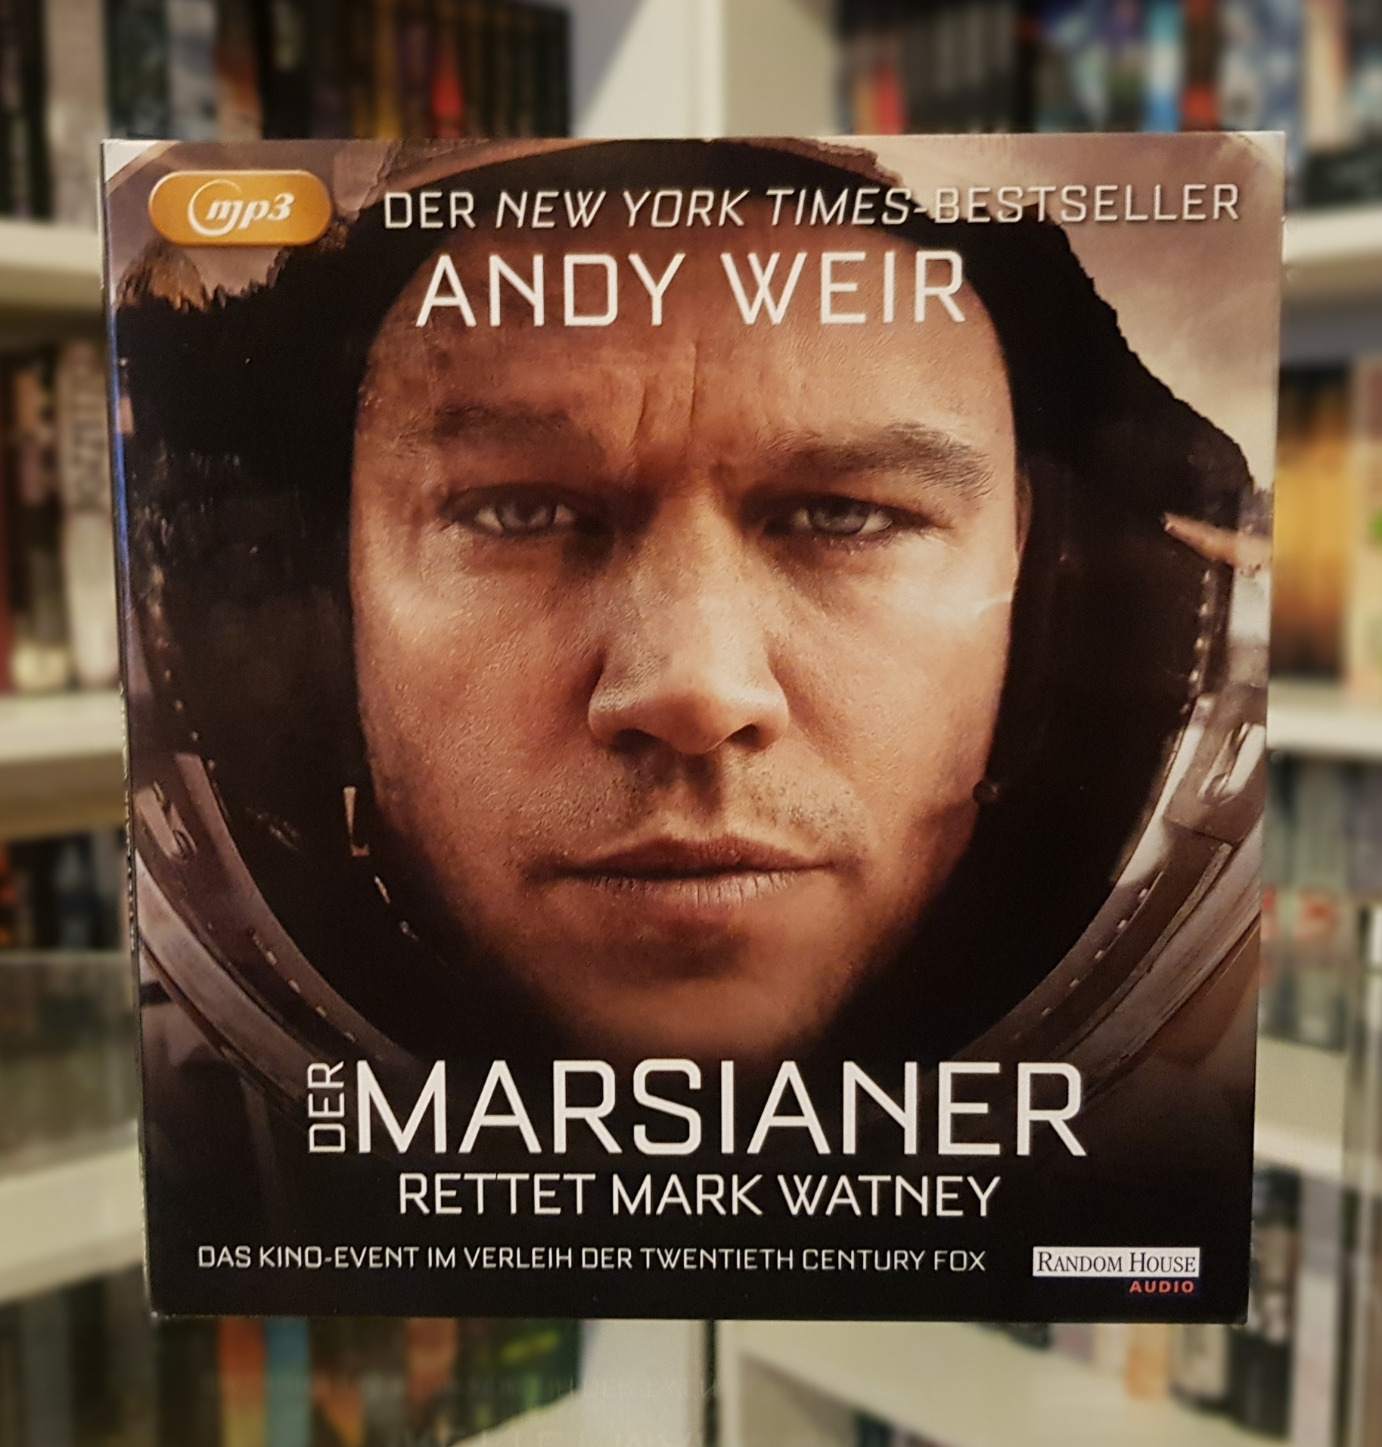 mp3
DER NEW YORK TIMES-BESTSELLER
ANDY WEIR
DER MARSIANER
RETTET MARK WATNEY
DAS KINO-EVENT IM VERLEIH DER TWENTIETH CENTURY FOX
RANDOM HOUSE
AUDIO